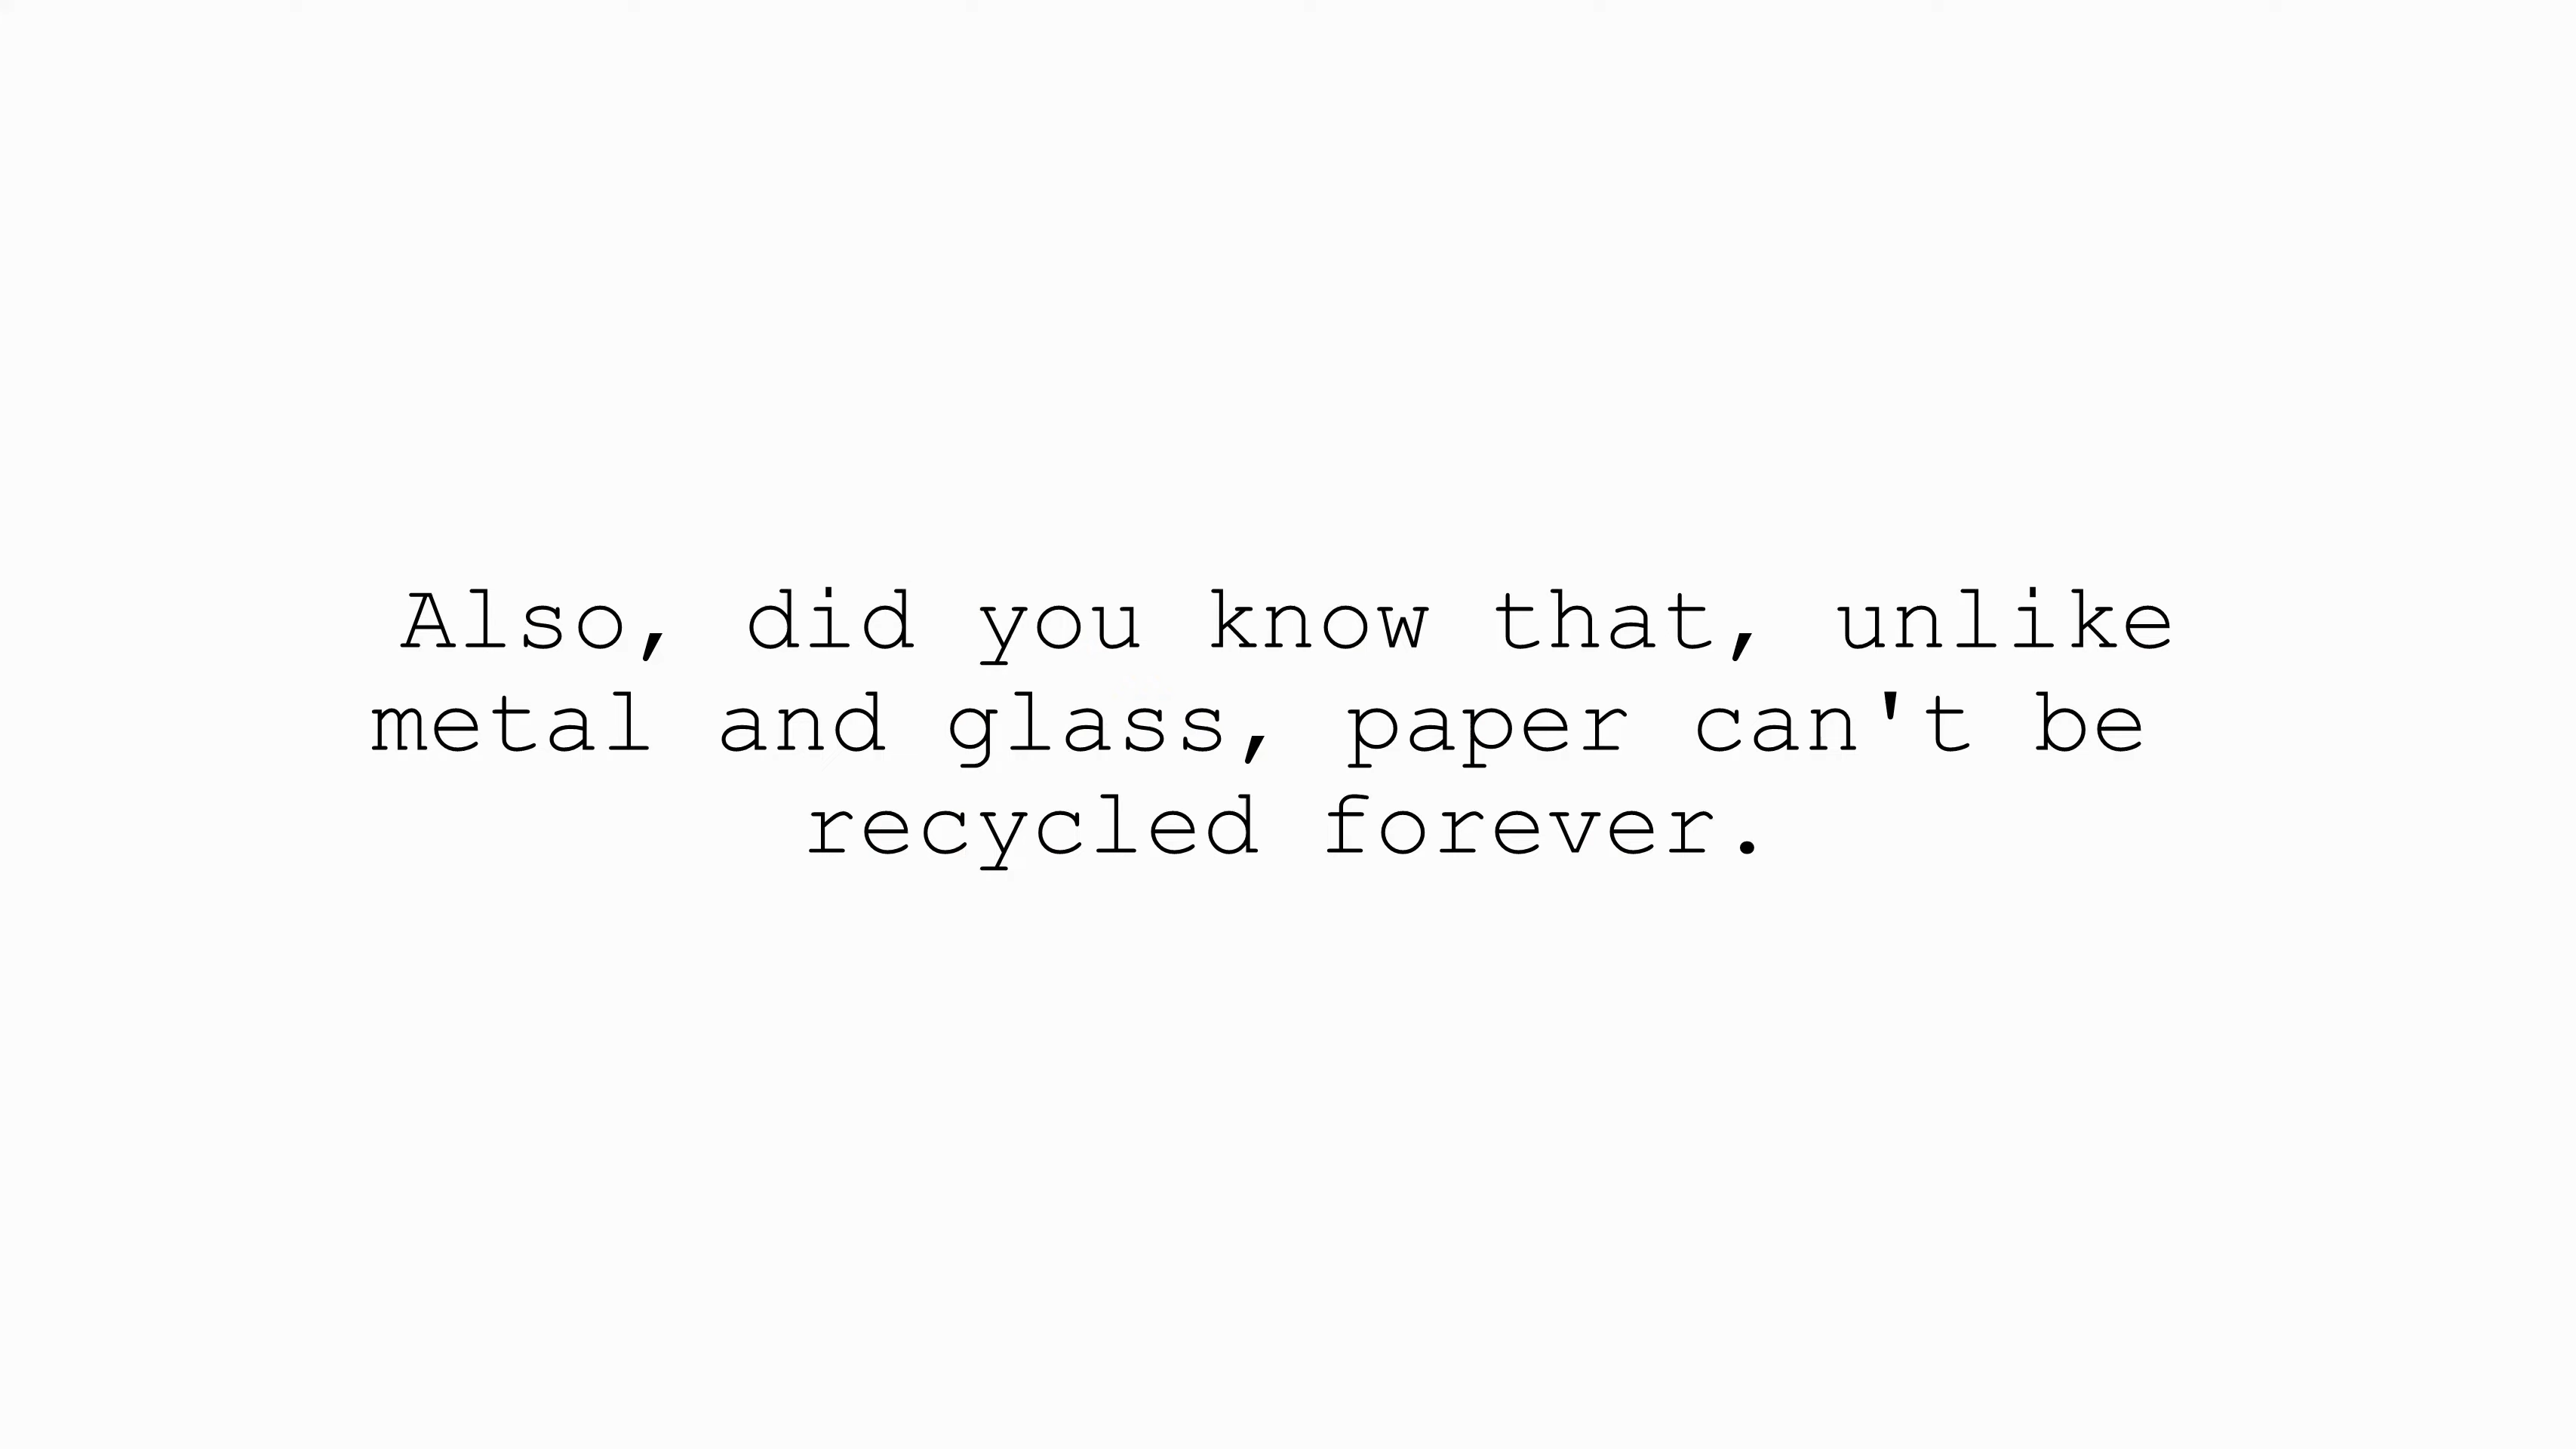 Also, did you know that, unlike
metal and glass, paper can't be
recycled forever.